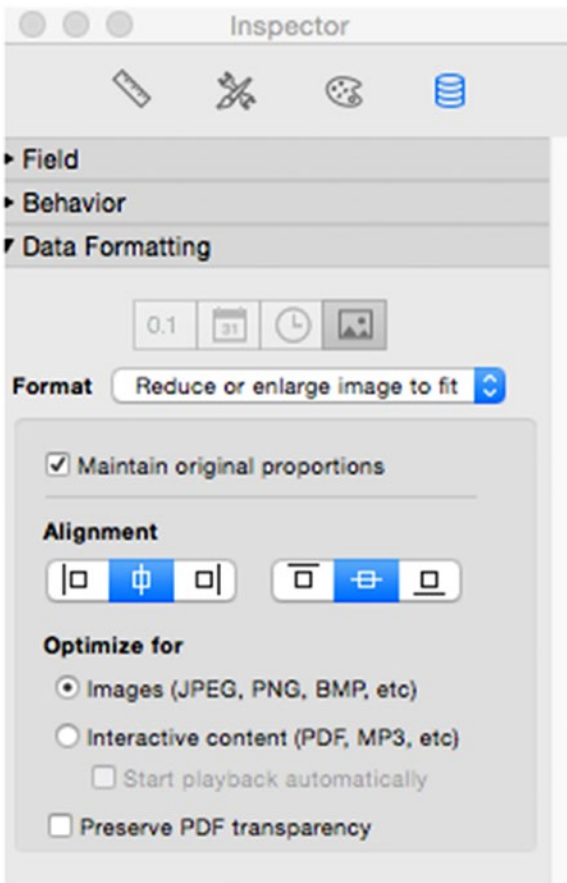 Inspector
Field
Behavior
Data Formatting
0.1
31
Format Reduce or enlarge image to fit
Maintain original proportions
Alignment
Optimize for
Images (JPEG, PNG, BMP, etc)
Interactive content (PDF, MP3, etc)
Start playback automatically
Preserve PDF transparency